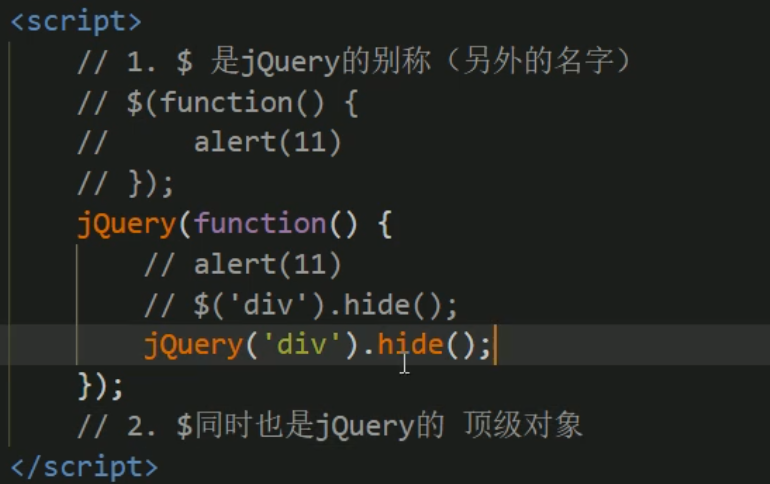 <script>
// 1. $ 是jQuery的别称（另外的名字）
// $(function() {
//     alert(11)
// });
jQuery(function() {
// alert(11)
// $('div').hide();
jQuery('div').hide();
});
// 2. $同时也是jQuery的 顶级对象
</script>